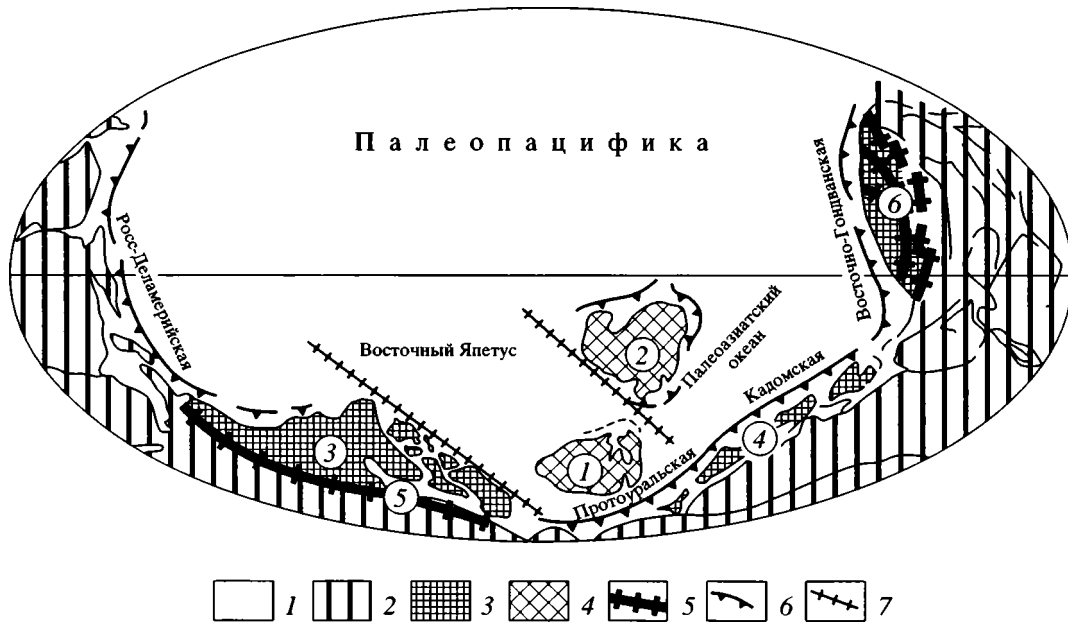 Палеопацифика
Росс-Деламерийская
Восточный Япетус
Палеоазиатский
океан
Восточно-Гондванская
Кадомская
Протоуральская
6
2
3
1
4
5
1 2 3 4 5 6 7